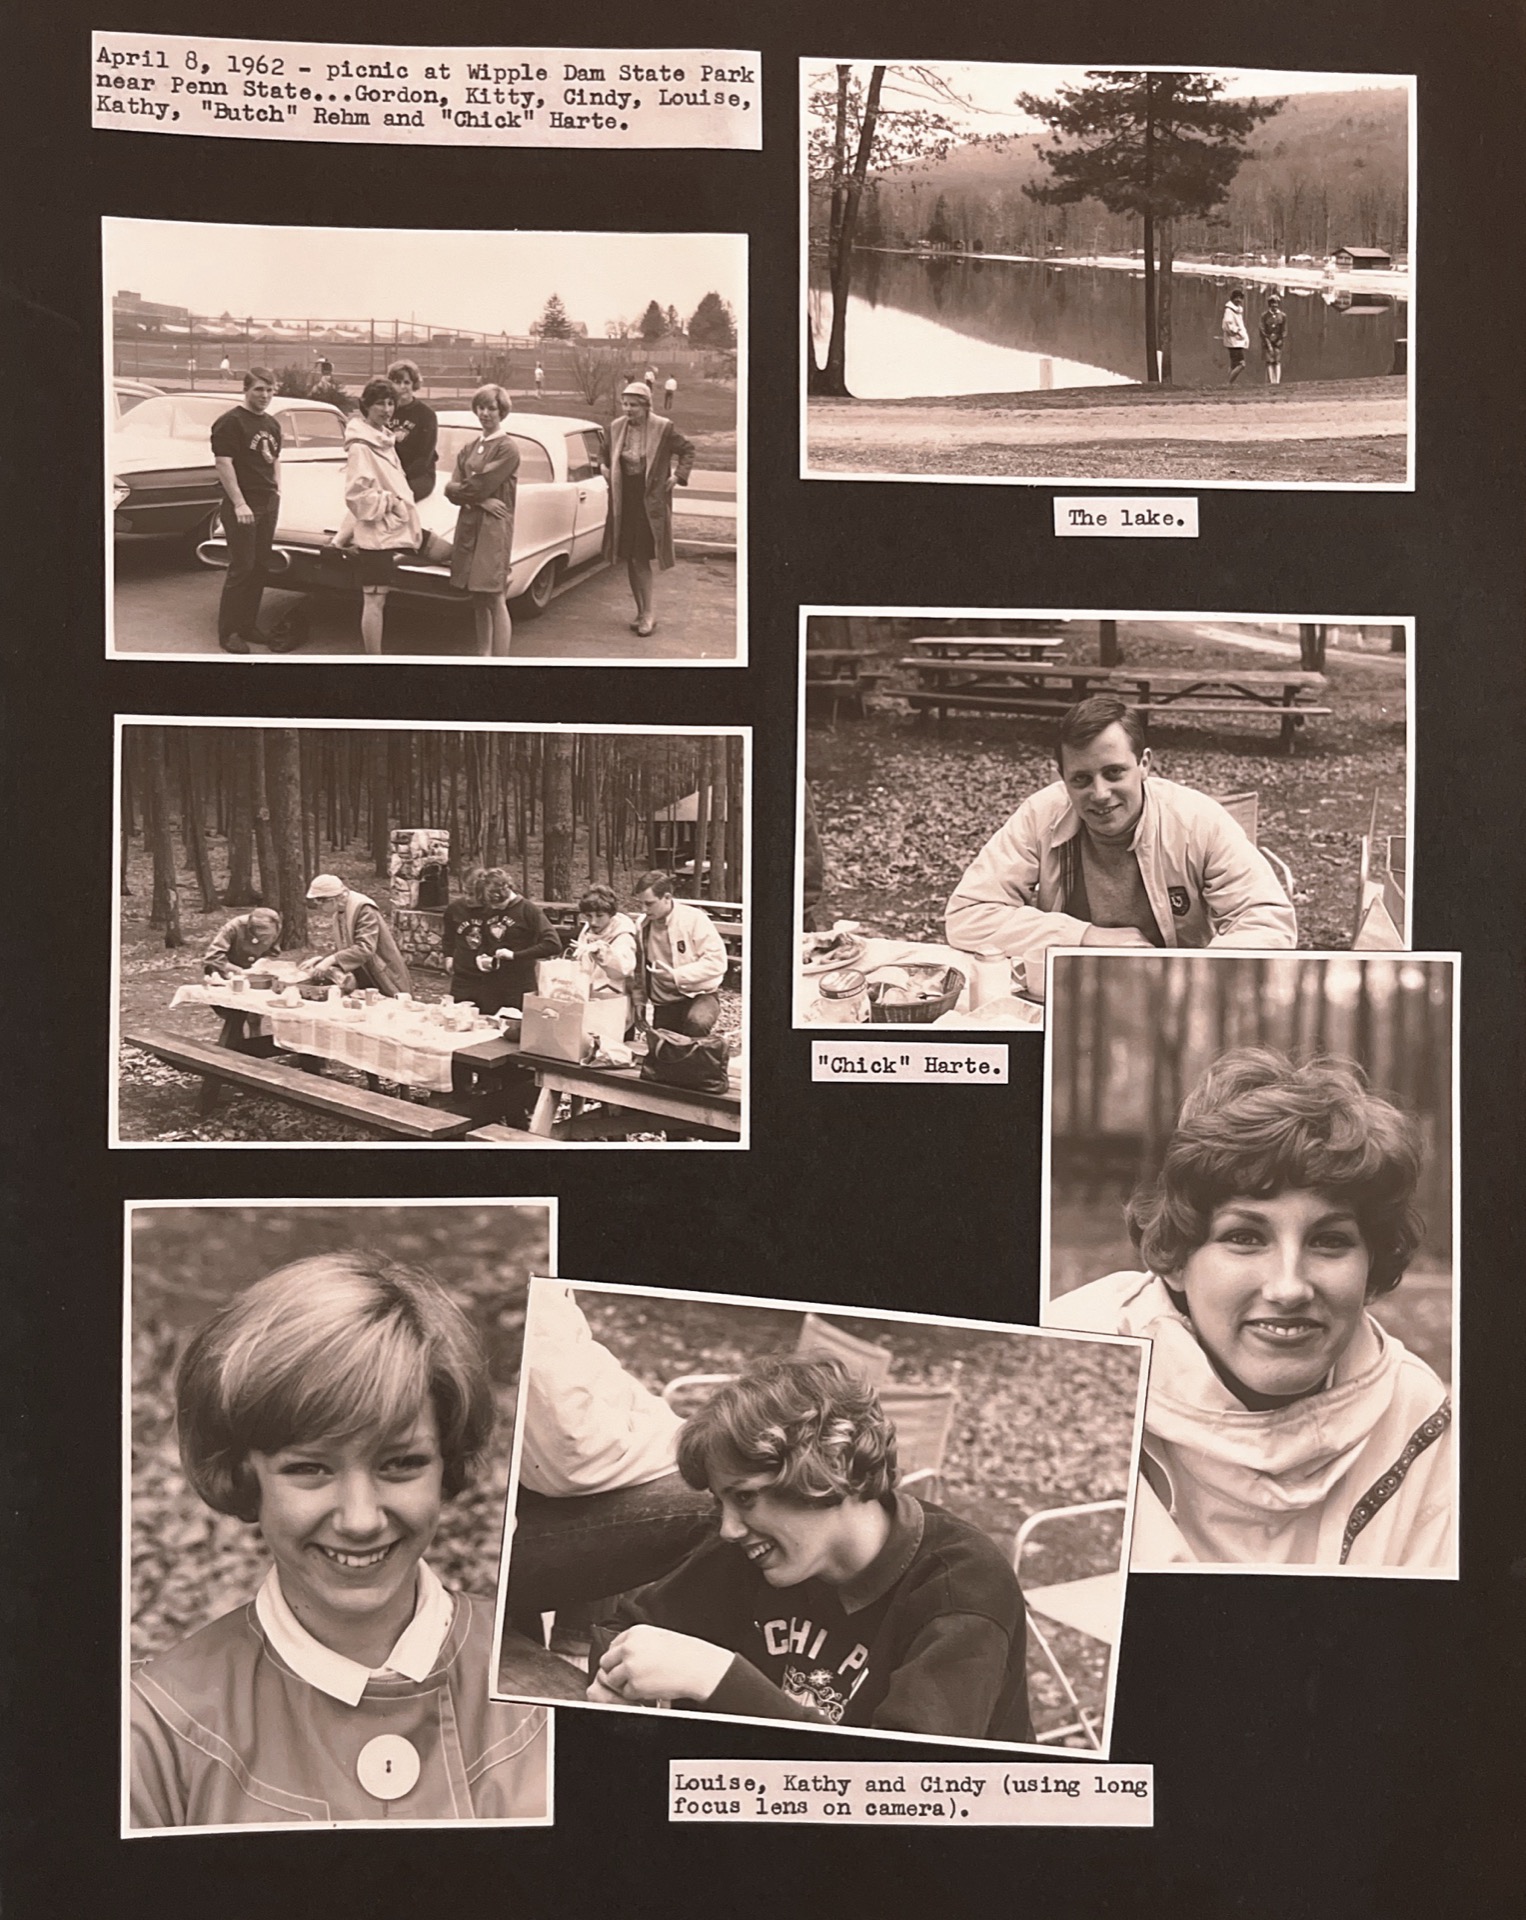 April 8, 1962 - picnic at Wipple Dam State Park
near Penn State...Gordon, Kitty, Cindy, Louise,
Kathy, "Butch" Rehm and "Chick" Harte.
The lake.
"Chick" Harte.
CHI P
Louise, Kathy and Cindy (using long
focus lens on camera).